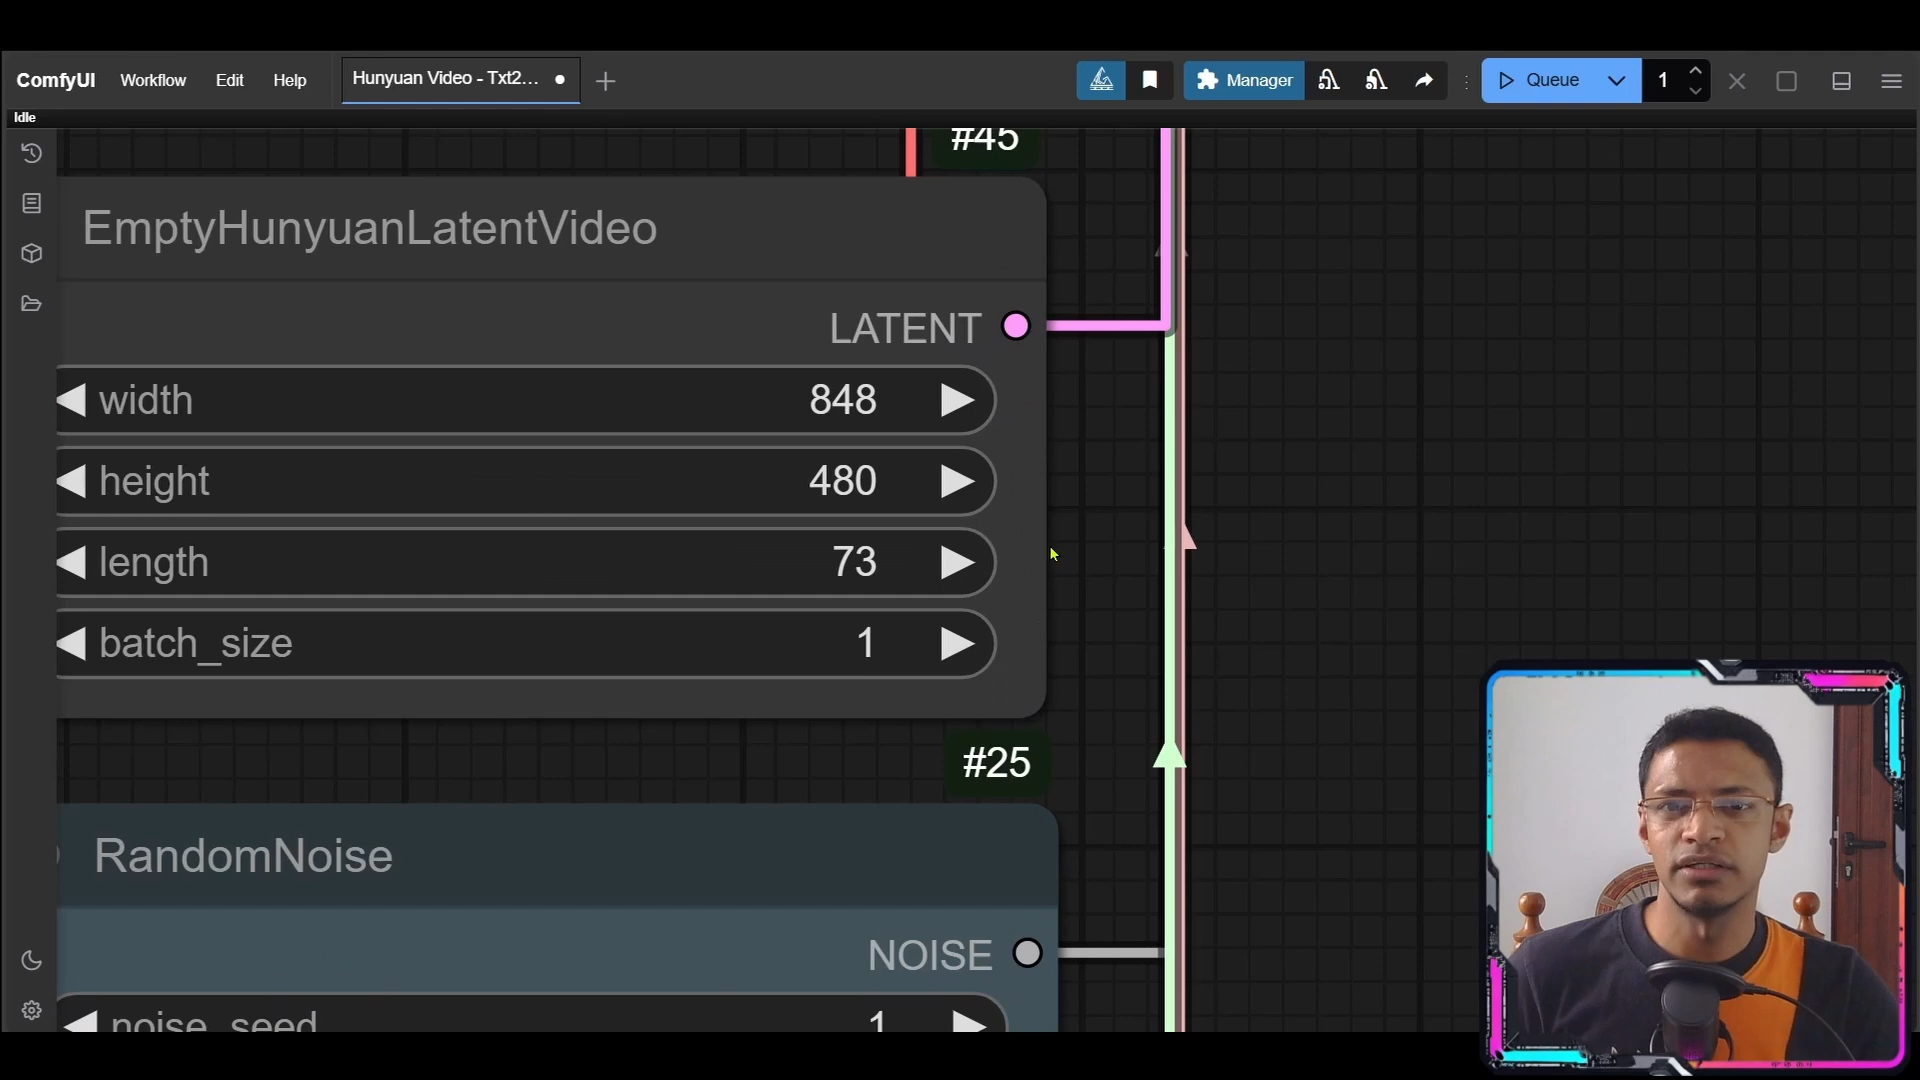 ComfyUI Workflow Edit Help Hunyuan Video - Txt2... Manager Queue 1
Idle
#45
EmptyHunyuanLatentVideo
LATENT
width 848
height 480
length 73
batch_size 1
#25
RandomNoise
NOISE
noise_seed 1